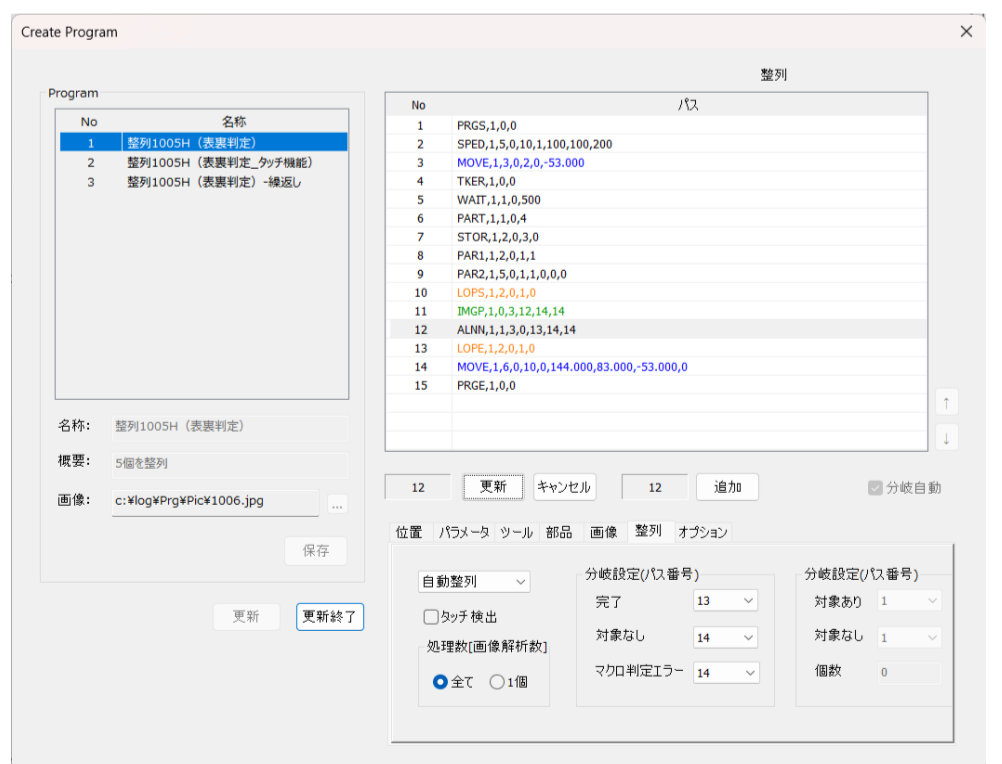 Create Program
整列
Program
No 名称
1 整列1005H（表裏判定）
2 整列1005H（表裏判定_タッチ機能）
3 整列1005H（表裏判定）-繰返し
名称: 整列1005H（表裏判定）
概要: 5個を整列
画像: c:¥log¥Prg¥Pic¥1006.jpg ...
保存
更新 更新終了
No パス
1 PRGS,1,0,0
2 SPED,1,5,0,10,1,100,100,200
3 MOVE,1,3,0,2,0,-53.000
4 TKER,1,0,0
5 WAIT,1,1,0,500
6 PART,1,1,0,4
7 STOR,1,2,0,3,0
8 PAR1,1,2,0,1,1
9 PAR2,1,5,0,1,1,0,0,0
10 LOPS,1,2,0,1,0
11 IMGP,1,0,3,12,14,14
12 ALNN,1,1,3,0,13,14,14
13 LOPE,1,2,0,1,0
14 MOVE,1,6,0,10,0,144.000,83.000,-53.000,0
15 PRGE,1,0,0
↑
↓
12 更新 キャンセル 12 追加 分岐自動
位置 パラメータ ツール 部品 画像 整列 オプション
自動整列
タッチ検出
処理数[画像解析数]
全て 1個
分岐設定(パス番号)
完了 13
対象なし 14
マクロ判定エラー 14
分岐設定(パス番号)
対象あり 1
対象なし 1
個数 0